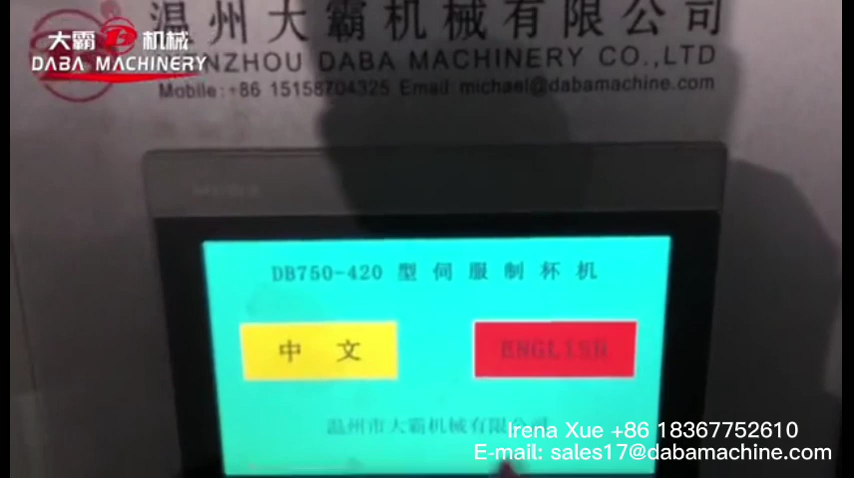 温州大霸机械有限公司
大霸 B 机械
DABA MACHINERY
WENZHOU DABA MACHINERY CO.,LTD
Mobile:+86 15158704325 Email: michael@dabamachine.com
DB750-420 型 伺 服 制 杯 机
中 文
ENGLISH
温州市大霸机械有限公司
Irena Xue +86 18367752610
E-mail: sales17@dabamachine.com